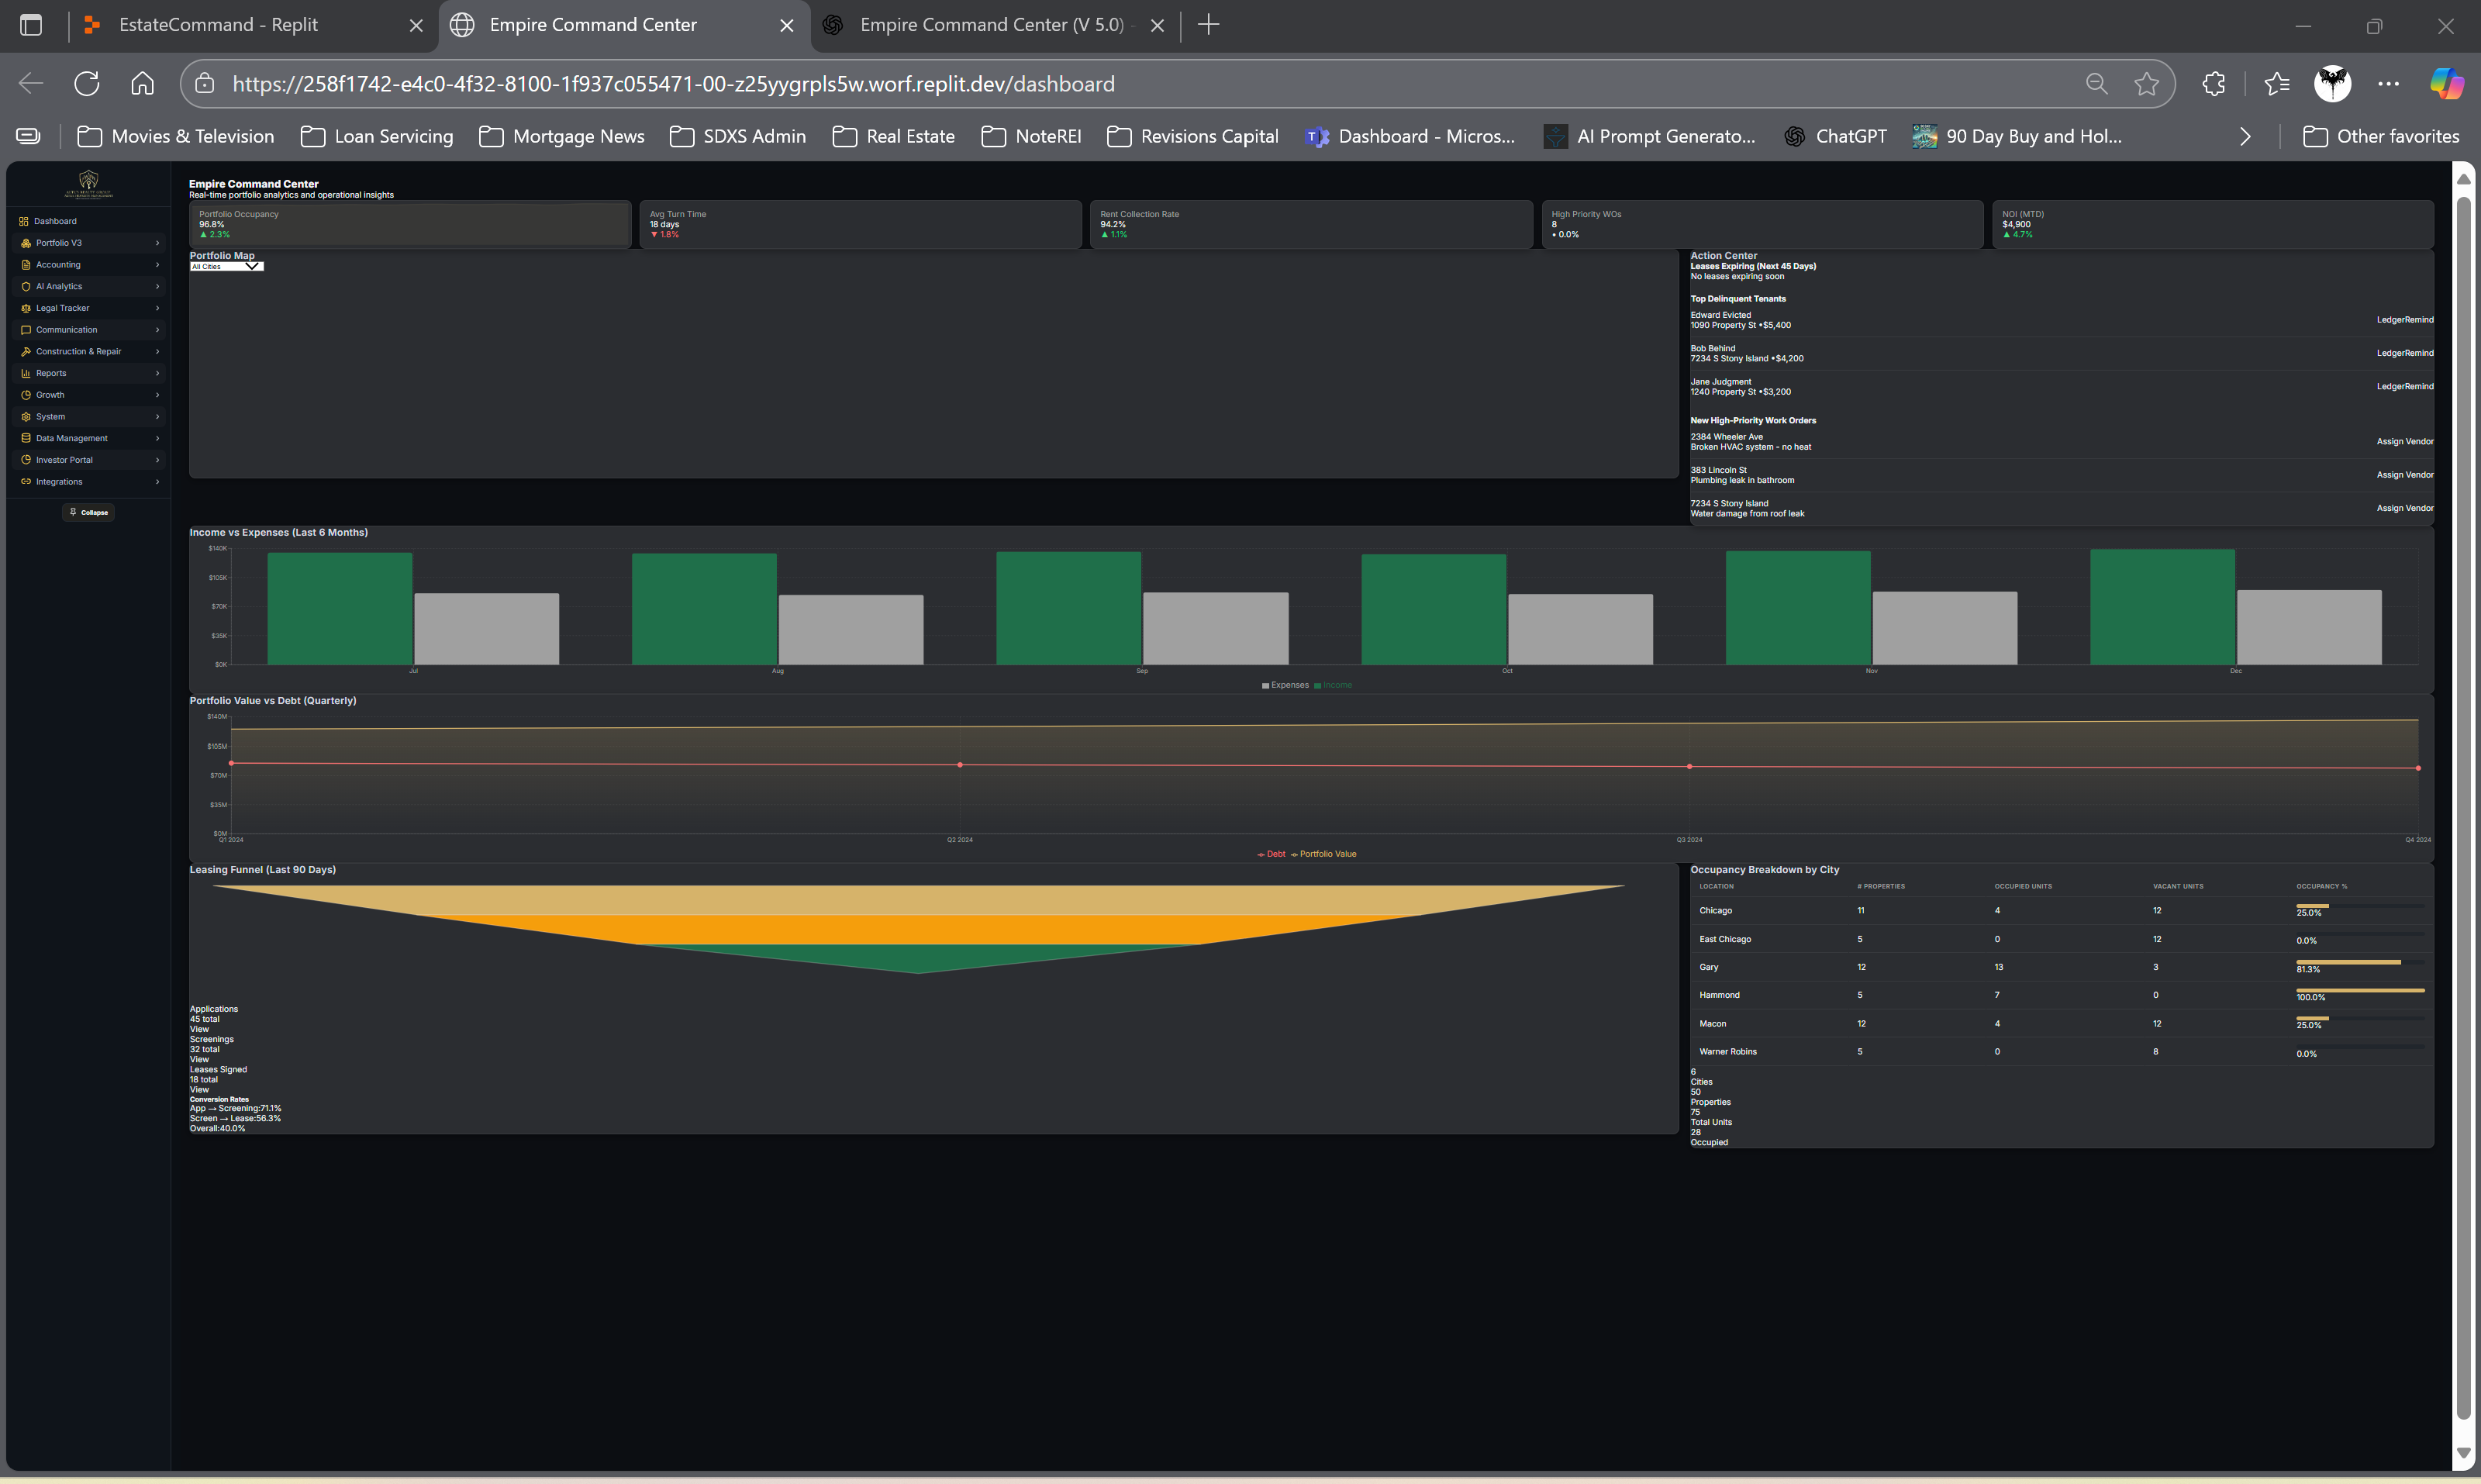 EstateCommand - Replit
Empire Command Center
Empire Command Center (V 5.0) -
https://258f1742-e4c0-4f32-8100-1f937c055471-00-z25yygrpls5w.worf.replit.dev/dashboard
Movies & Television
Loan Servicing
Mortgage News
SDXS Admin
Real Estate
NoteREI
Revisions Capital
Dashboard - Micros...
AI Prompt Generato...
ChatGPT
90 Day Buy and Hol...
Other favorites
Dashboard
Portfolio V3
Accounting
AI Analytics
Legal Tracker
Communication
Construction & Repair
Reports
Growth
System
Data Management
Investor Portal
Integrations
Collapse
Empire Command Center
Real-time portfolio analytics and operational insights
Portfolio Occupancy
96.8%
▲ 2.3%
Avg Turn Time
18 days
▼ 1.8%
Rent Collection Rate
94.2%
▲ 1.1%
High Priority WOs
8
• 0.0%
NOI (MTD)
$4,900
▲ 4.7%
Portfolio Map
All Cities
Action Center
Leases Expiring (Next 45 Days)
No leases expiring soon
Top Delinquent Tenants
Edward Evicted
1090 Property St •$5,400
LedgerRemind
Bob Behind
7234 S Stony Island •$4,200
LedgerRemind
Jane Judgment
1240 Property St •$3,200
LedgerRemind
New High-Priority Work Orders
2384 Wheeler Ave
Broken HVAC system - no heat
Assign Vendor
383 Lincoln St
Plumbing leak in bathroom
Assign Vendor
7234 S Stony Island
Water damage from roof leak
Assign Vendor
Income vs Expenses (Last 6 Months)
$140K
$105K
$70K
$35K
$0K
Jul Aug Sep Oct Nov Dec
Expenses Income
Portfolio Value vs Debt (Quarterly)
$140M
$105M
$70M
$35M
$0M
Q1 2024 Q2 2024 Q3 2024 Q4 2024
Debt Portfolio Value
Leasing Funnel (Last 90 Days)
Applications
45 total
View
Screenings
32 total
View
Leases Signed
18 total
View
Conversion Rates
App → Screening:71.1%
Screen → Lease:56.3%
Overall:40.0%
Occupancy Breakdown by City
LOCATION # PROPERTIES OCCUPIED UNITS VACANT UNITS OCCUPANCY %
Chicago 11 4 12 25.0%
East Chicago 5 0 12 0.0%
Gary 12 13 3 81.3%
Hammond 5 7 0 100.0%
Macon 12 4 12 25.0%
Warner Robins 5 0 8 0.0%
6
Cities
50
Properties
75
Total Units
28
Occupied